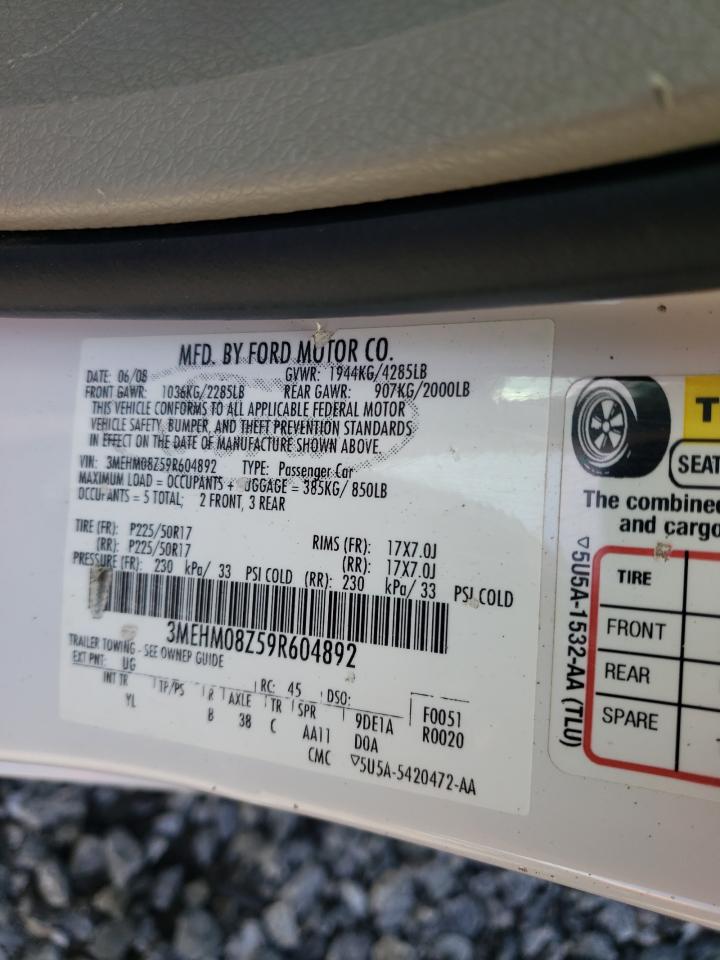 MFD. BY FORD MOTOR CO.
DATE: 06/08 GVWR: 1944KG/4285LB
FRONT GAWR: 1036KG/2285LB REAR GAWR: 907KG/2000LB
THIS VEHICLE CONFORMS TO ALL APPLICABLE FEDERAL MOTOR
VEHICLE SAFETY, BUMPER, AND THEFT PREVENTION STANDARDS
IN EFFECT ON THE DATE OF MANUFACTURE SHOWN ABOVE.
VIN: 3MEHM08Z59R604892 TYPE: Passenger Car
MAXIMUM LOAD = OCCUPANTS + UGGAGE = 385KG/ 850LB
OCCUPANTS = 5 TOTAL; 2 FRONT, 3 REAR
TIRE (FR): P225/50R17 RIMS (FR): 17X7.0J
(RR): P225/50R17 (RR): 17X7.0J
PRESSURE (FR): 230 kPa/ 33 PSI COLD (RR): 230 kPa/ 33 PSI COLD
3MEHM08Z59R604892
TRAILER TOWING - SEE OWNER GUIDE
EXT PNT: UG RC: 45 DSO: F0051
INT TR TP/PS R AXLE TR SPR 9DE1A R0020
YL B 38 C AA11 D0A
CMC ▽5U5A-5420472-AA
T
SEAT
The combined
and cargo
TIRE
FRONT
REAR
SPARE
▽5U5A-1532-AA (TLU)